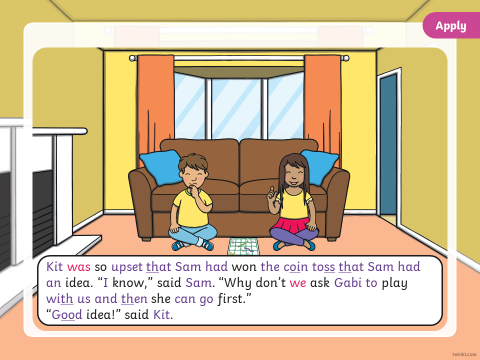 Apply
Kit was so upset that Sam had won the coin toss that Sam had
an idea. “I know,” said Sam. “Why don’t we ask Gabi to play
with us and then she can go first.”
“Good idea!” said Kit.
twinkl.com